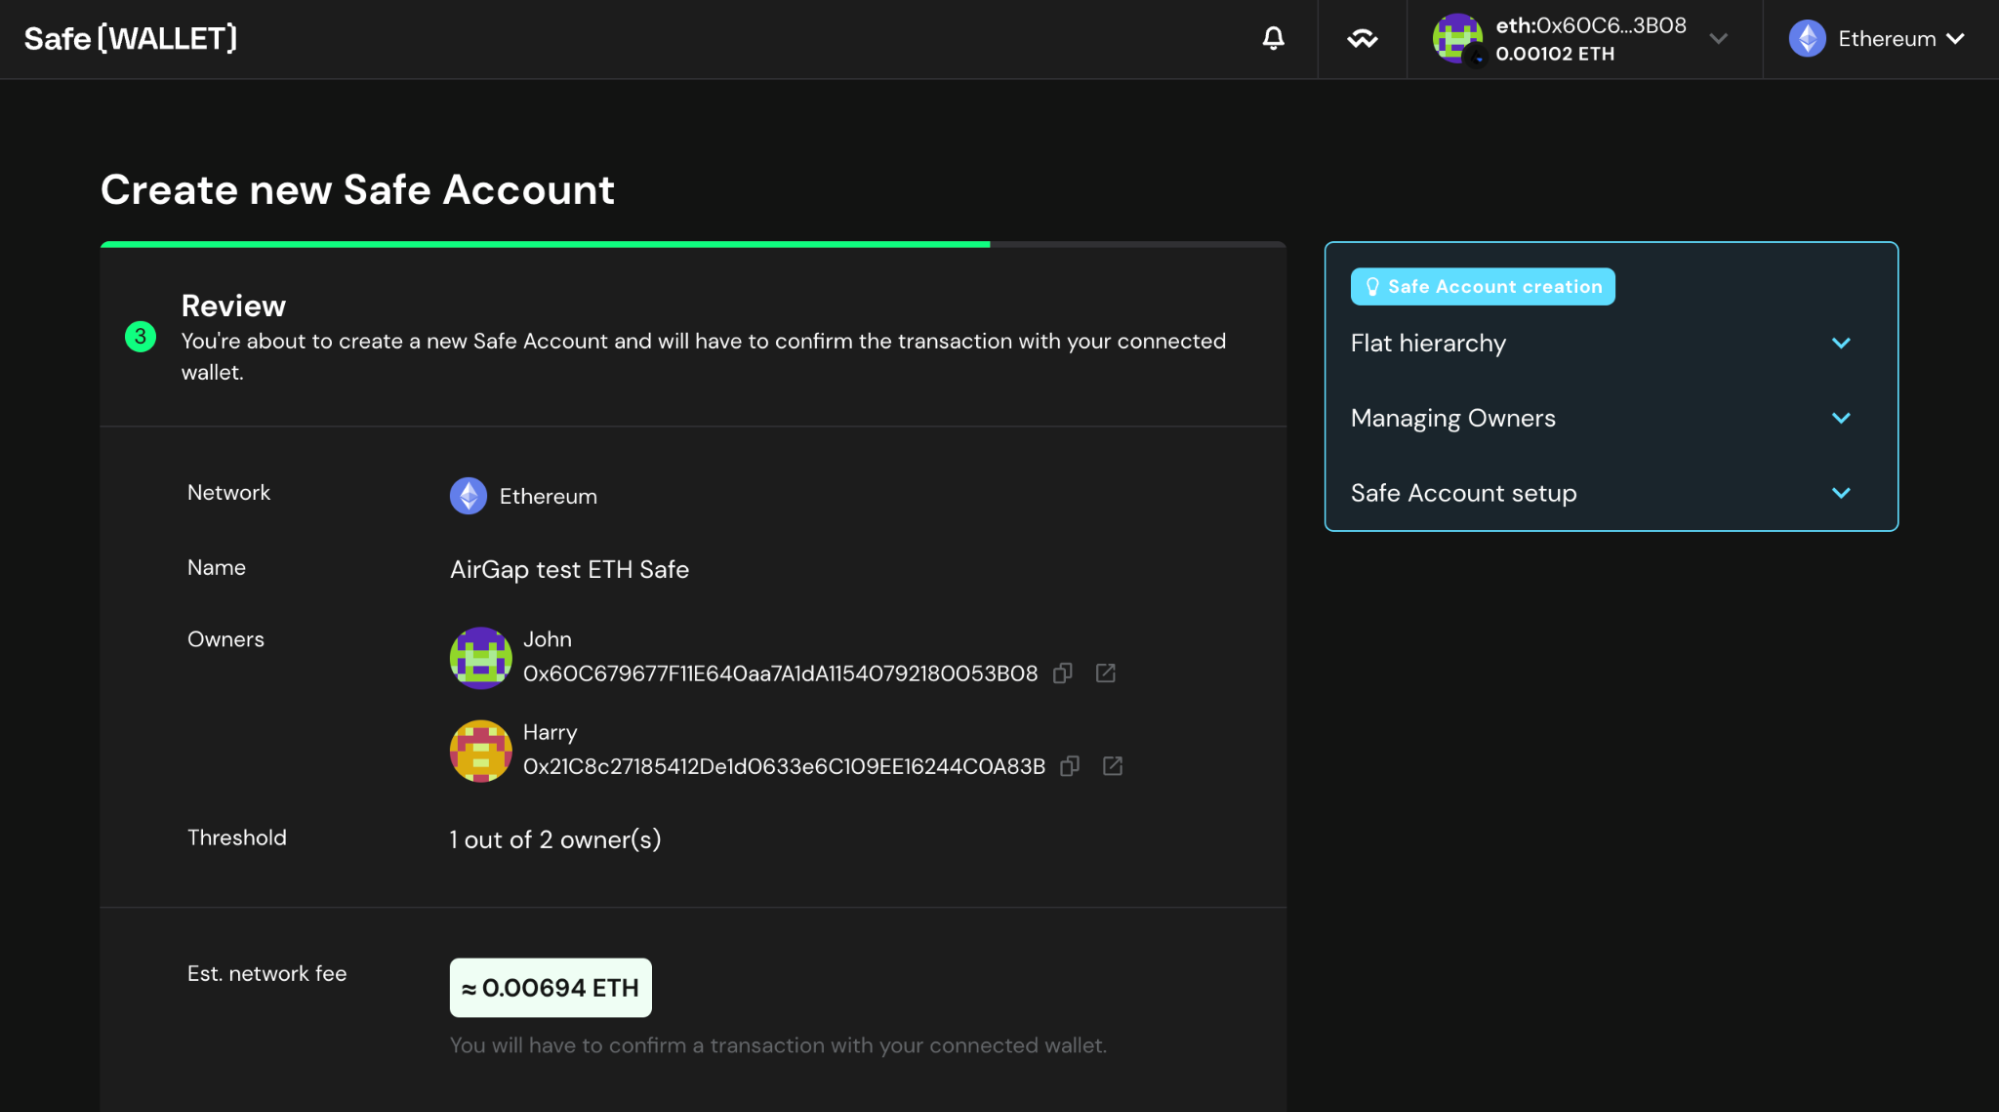 Safe[WALLET]
eth:0x60C6...3B08
0.00102 ETH
Ethereum
Create new Safe Account
3
Review
You're about to create a new Safe Account and will have to confirm the transaction with your connected
wallet.
Network
Ethereum
Name
AirGap test ETH Safe
Owners
John
0x60C679677F11E640aa7A1dA11540792180053B08
Harry
0x21C8c27185412De1d0633e6C109EE16244C0A83B
Threshold
1 out of 2 owner(s)
Est. network fee
≈ 0.00694 ETH
You will have to confirm a transaction with your connected wallet.
Safe Account creation
Flat hierarchy
Managing Owners
Safe Account setup